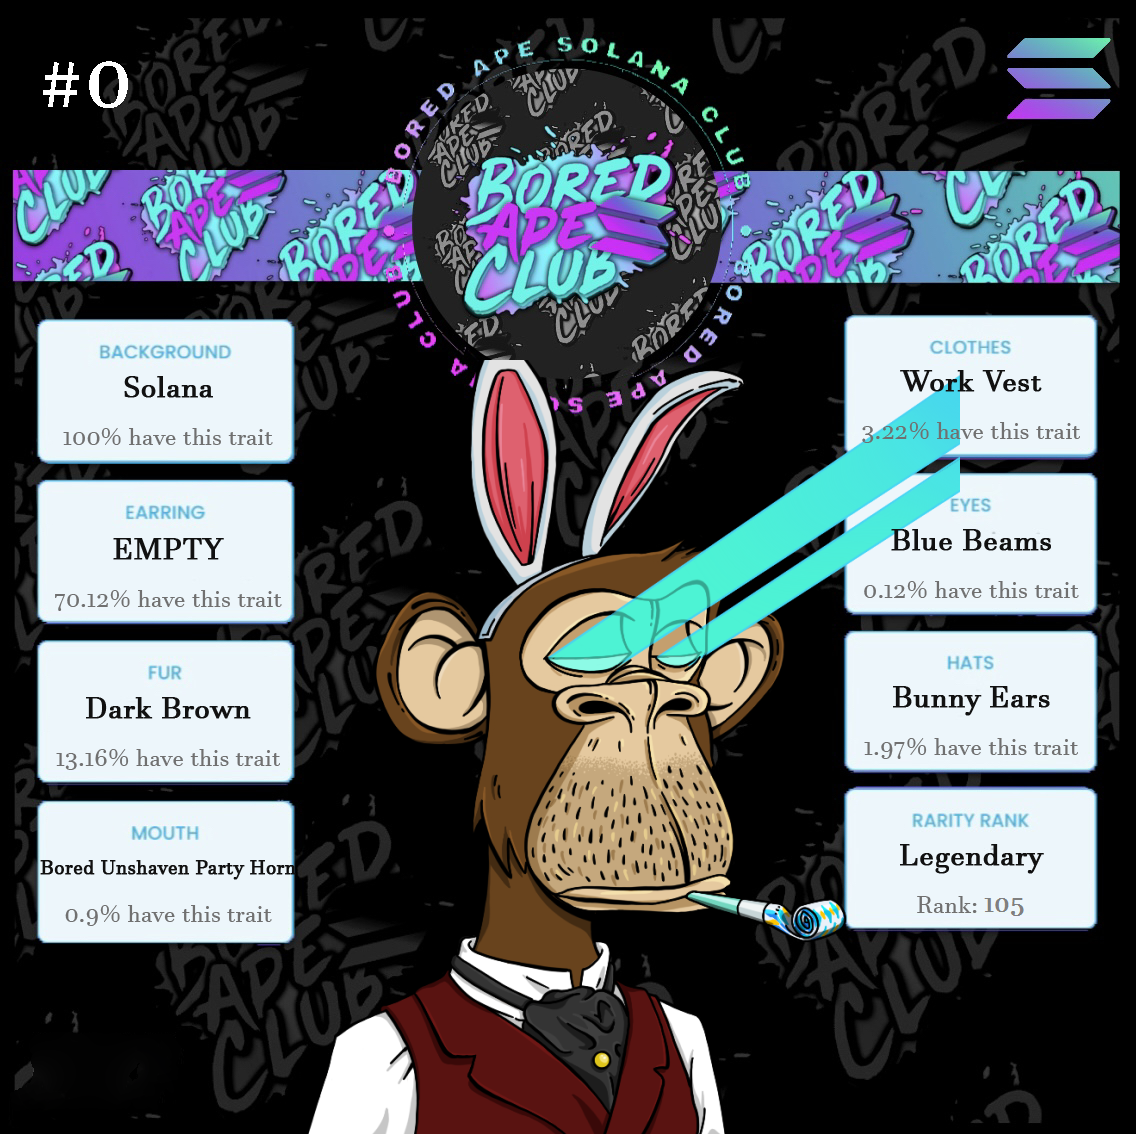 #0
BORED APE SOLANA CLUB
BORED
APE
CLUB
BACKGROUND
Solana
100% have this trait
EARRING
EMPTY
70.12% have this trait
FUR
Dark Brown
13.16% have this trait
MOUTH
Bored Unshaven Party Horn
0.9% have this trait
CLOTHES
Work Vest
3.22% have this trait
EYES
Blue Beams
0.12% have this trait
HATS
Bunny Ears
1.97% have this trait
RARITY RANK
Legendary
Rank: 105